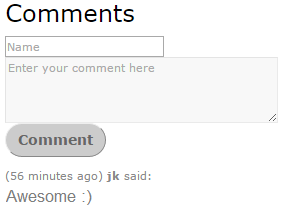 Comments
Name
Enter your comment here
Comment
(56 minutes ago) jk said:
Awesome :)